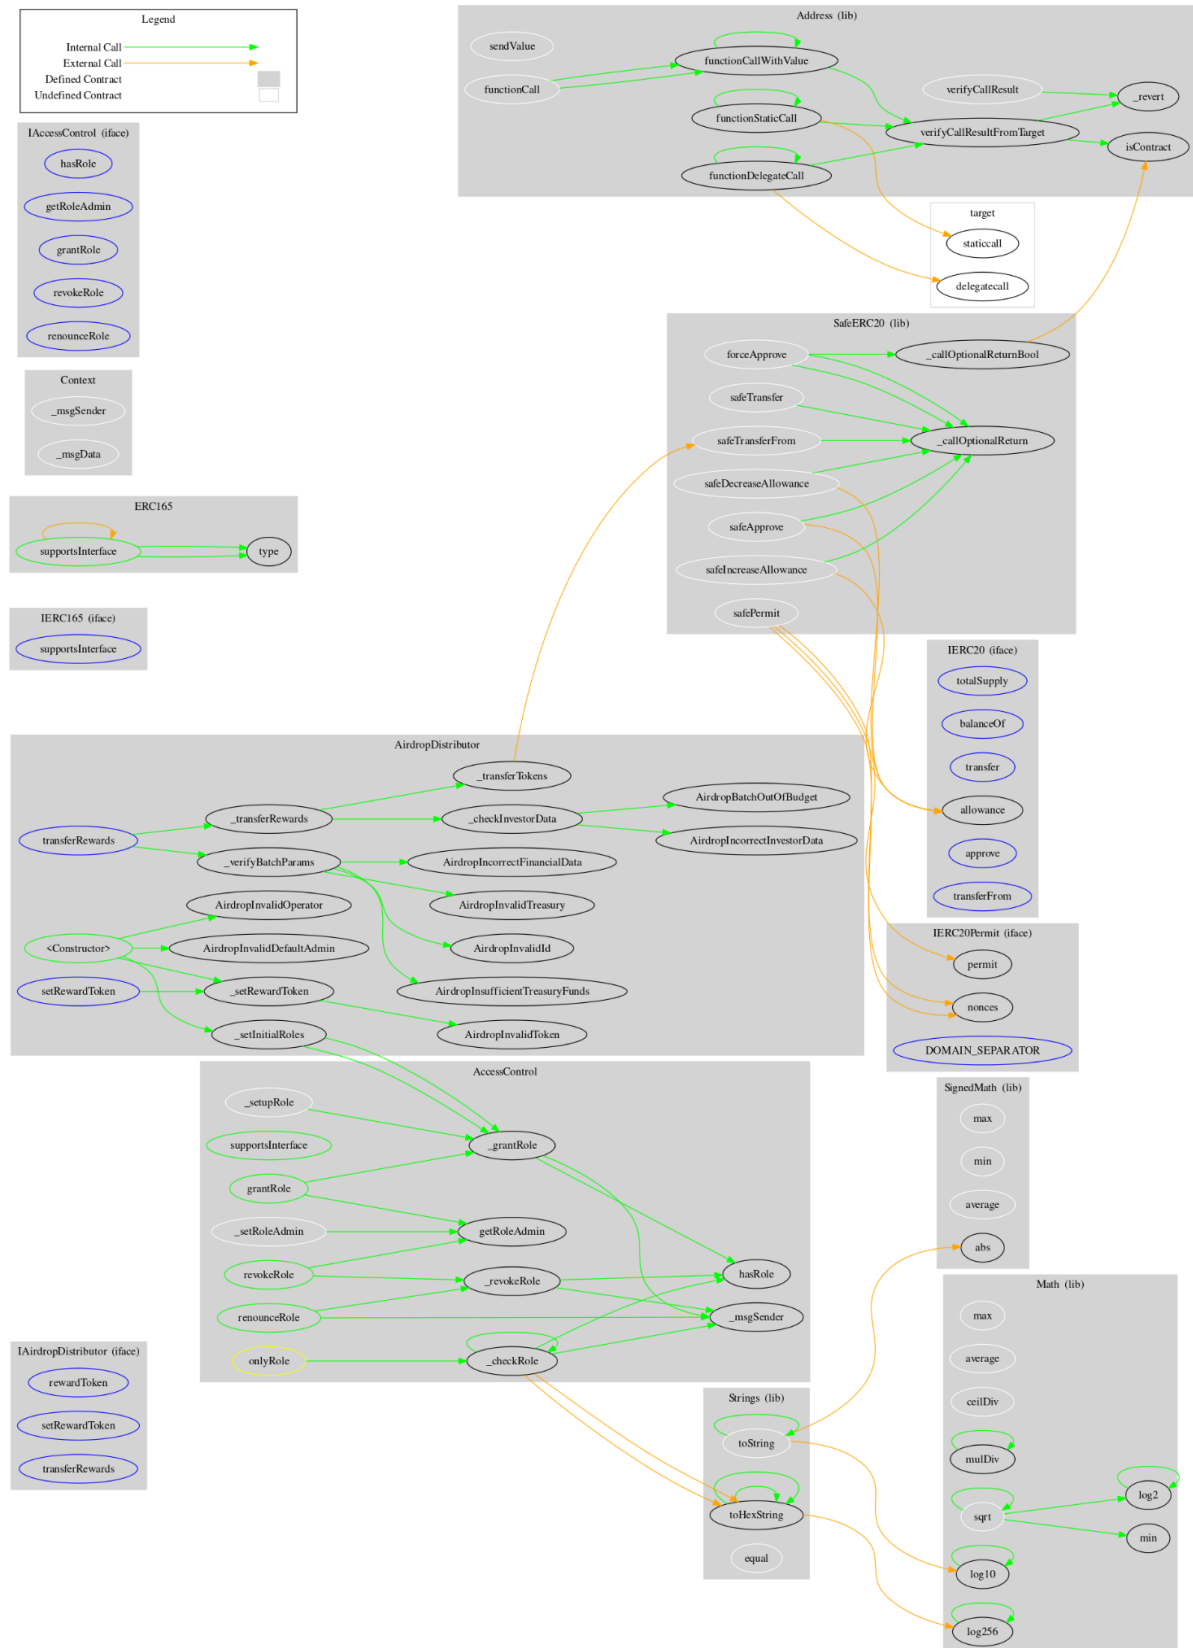 Legend
Internal Call
External Call
Defined Contract
Undefined Contract
IAccessControl (iface)
hasRole
getRoleAdmin
grantRole
revokeRole
renounceRole
Context
_msgSender
_msgData
ERC165
supportsInterface
type
IERC165 (iface)
supportsInterface
Address (lib)
sendValue
functionCall
functionCallWithValue
functionStaticCall
functionDelegateCall
verifyCallResult
verifyCallResultFromTarget
_revert
isContract
target
staticcall
delegatecall
SafeERC20 (lib)
forceApprove
safeTransfer
safeTransferFrom
safeDecreaseAllowance
safeApprove
safeIncreaseAllowance
safePermit
_callOptionalReturnBool
_callOptionalReturn
IERC20 (iface)
totalSupply
balanceOf
transfer
allowance
approve
transferFrom
IERC20Permit (iface)
permit
nonces
DOMAIN_SEPARATOR
AirdropDistributor
transferRewards
<Constructor>
setRewardToken
_transferRewards
_verifyBatchParams
AirdropInvalidOperator
AirdropInvalidDefaultAdmin
_setRewardToken
_setInitialRoles
_transferTokens
_checkInvestorData
AirdropIncorrectFinancialData
AirdropInvalidTreasury
AirdropInvalidId
AirdropInsufficientTreasuryFunds
AirdropInvalidToken
AirdropBatchOutOfBudget
AirdropIncorrectInvestorData
AccessControl
_setupRole
supportsInterface
grantRole
_setRoleAdmin
revokeRole
renounceRole
onlyRole
_grantRole
getRoleAdmin
_revokeRole
_checkRole
hasRole
_msgSender
SignedMath (lib)
max
min
average
abs
Math (lib)
max
average
ceilDiv
mulDiv
sqrt
log10
log256
log2
min
Strings (lib)
toString
toHexString
equal
IAirdropDistributor (iface)
rewardToken
setRewardToken
transferRewards